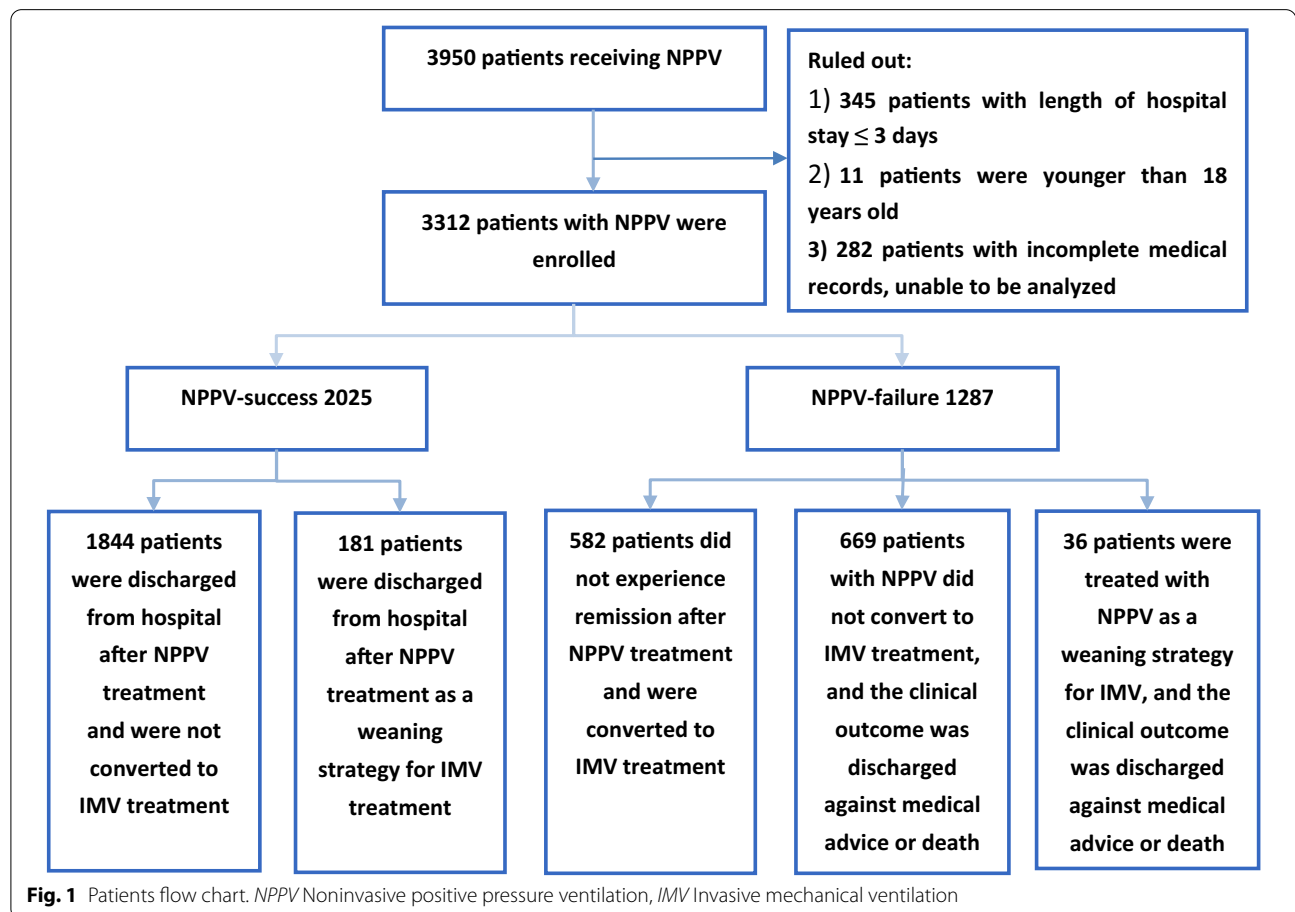 3950 patients receiving NPPV
Ruled out:
1) 345 patients with length of hospital
stay ≤ 3 days
2) 11 patients were younger than 18
years old
3) 282 patients with incomplete medical
records, unable to be analyzed
3312 patients with NPPV were
enrolled
NPPV-success 2025
NPPV-failure 1287
1844 patients
were discharged
from hospital
after NPPV
treatment
and were not
converted to
IMV treatment
181 patients
were discharged
from hospital
after NPPV
treatment as a
weaning
strategy for IMV
treatment
582 patients did
not experience
remission after
NPPV treatment
and were
converted to
IMV treatment
669 patients
with NPPV did
not convert to
IMV treatment,
and the clinical
outcome was
discharged
against medical
advice or death
36 patients were
treated with
NPPV as a
weaning strategy
for IMV, and the
clinical outcome
was discharged
against medical
advice or death
Fig. 1 Patients flow chart. NPPV Noninvasive positive pressure ventilation, IMV Invasive mechanical ventilation